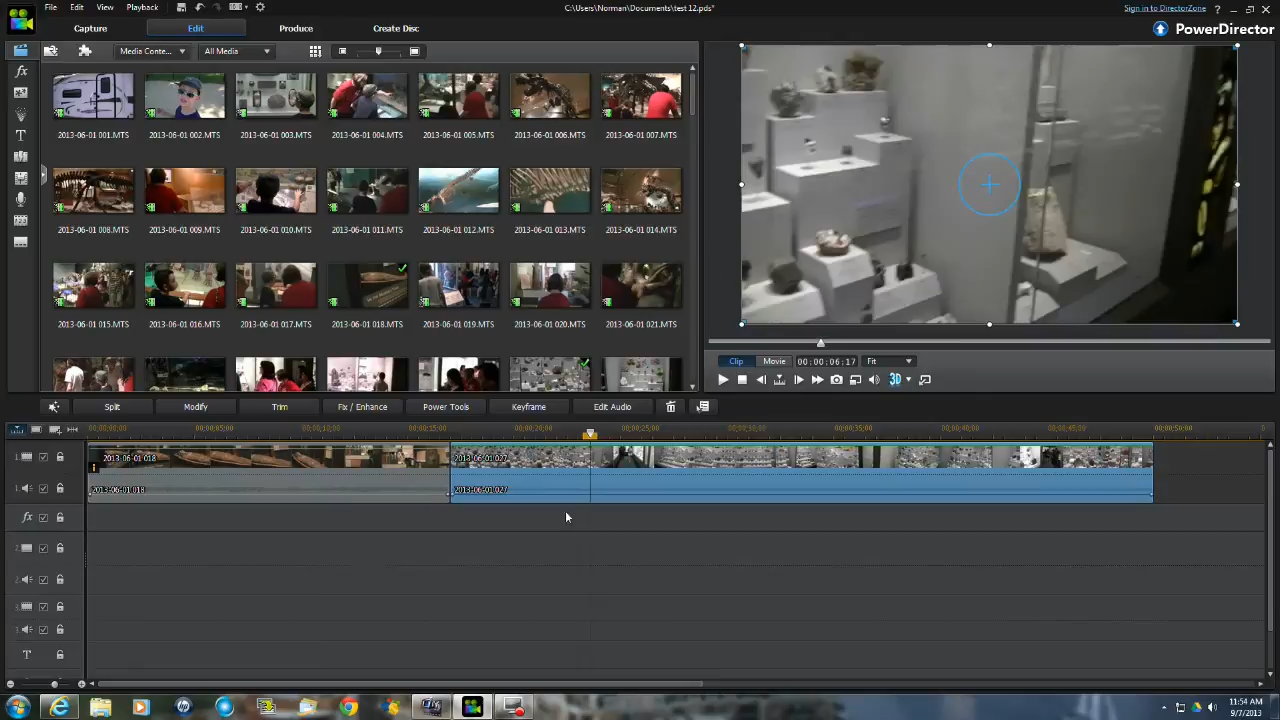 File Edit View Playback C:\Users\Norman\Documents\test 12.pds* Sign in to DirectorZone
Capture Edit Produce Create Disc PowerDirector
Media Conte... All Media
2013-06-01 001.MTS 2013-06-01 002.MTS 2013-06-01 003.MTS 2013-06-01 004.MTS 2013-06-01 005.MTS 2013-06-01 006.MTS 2013-06-01 007.MTS
2013-06-01 008.MTS 2013-06-01 009.MTS 2013-06-01 010.MTS 2013-06-01 011.MTS 2013-06-01 012.MTS 2013-06-01 013.MTS 2013-06-01 014.MTS
2013-06-01 015.MTS 2013-06-01 016.MTS 2013-06-01 017.MTS 2013-06-01 018.MTS 2013-06-01 019.MTS 2013-06-01 020.MTS 2013-06-01 021.MTS
Clip Movie 00:00:06:17 Fit
3D
Split Modify Trim Fix / Enhance Power Tools Keyframe Edit Audio
00;00;00;00 00;00;05;00 00;00;10;00 00;00;15;00 00;00;20;00 00;00;25;00 00;00;30;00 00;00;35;00 00;00;40;00 00;00;45;00 00;00;50;00 0
1. 2013-06-01 018 2013-06-01 027
1. 2013-06-01 018 2013-06-01 027
fx
2.
2.
3.
3.
T
11:54 AM
9/7/2013